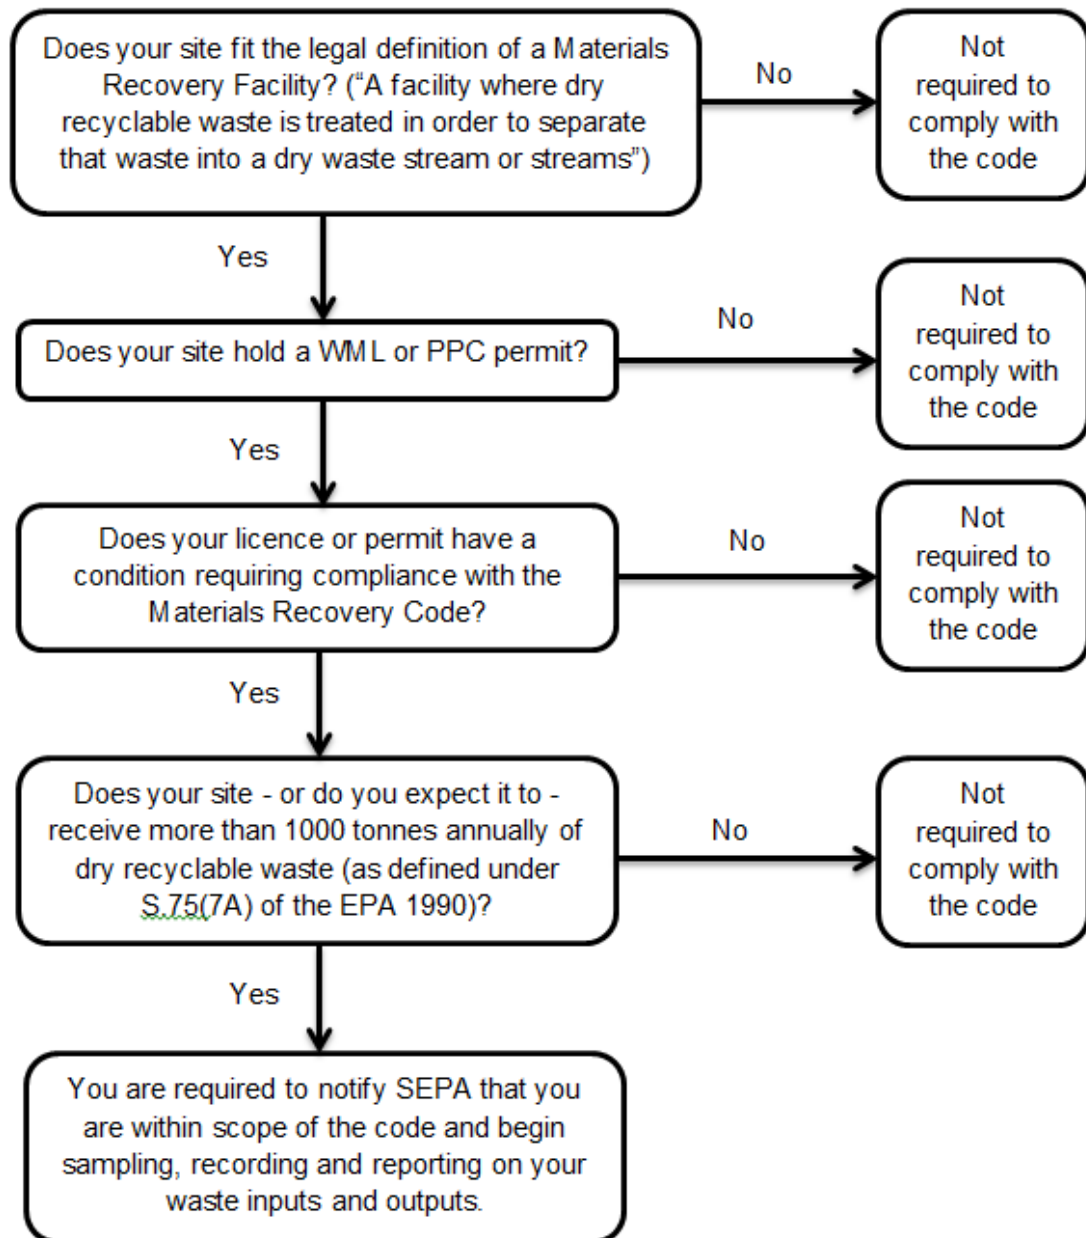 Does your site fit the legal definition of a Materials
Recovery Facility? (“A facility where dry
recyclable waste is treated in order to separate
that waste into a dry waste stream or streams”)
No
Not
required to
comply with
the code
Yes
Does your site hold a WML or PPC permit?
No
Not
required to
comply with
the code
Yes
Does your licence or permit have a
condition requiring compliance with the
Materials Recovery Code?
No
Not
required to
comply with
the code
Yes
Does your site - or do you expect it to -
receive more than 1000 tonnes annually of
dry recyclable waste (as defined under
S.75(7A) of the EPA 1990)?
No
Not
required to
comply with
the code
Yes
You are required to notify SEPA that you
are within scope of the code and begin
sampling, recording and reporting on your
waste inputs and outputs.